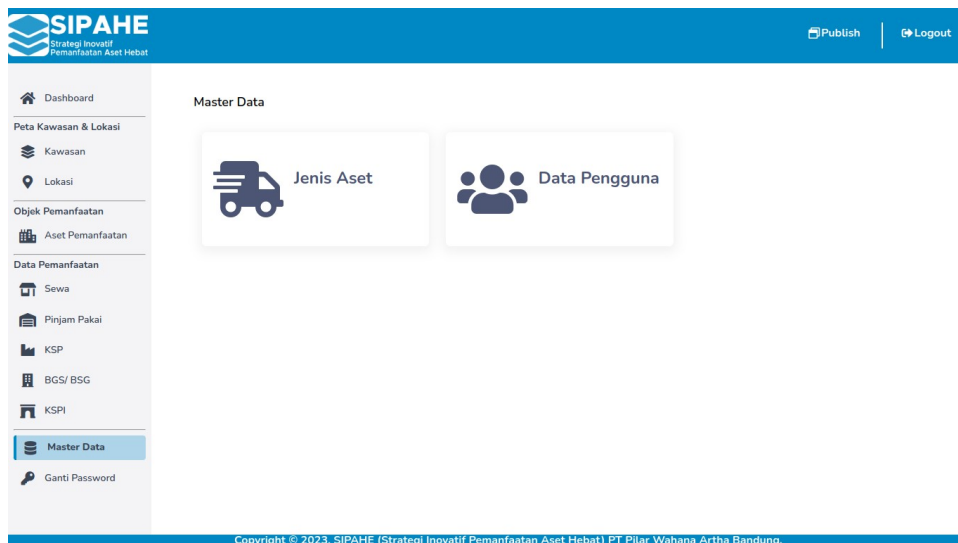 SIPAHE
Strategi Inovatif
Pemanfaatan Aset Hebat
Publish
Logout
Dashboard
Peta Kawasan & Lokasi
Kawasan
Lokasi
Objek Pemanfaatan
Aset Pemanfaatan
Data Pemanfaatan
Sewa
Pinjam Pakai
KSP
BGS/ BSG
KSPI
Master Data
Ganti Password
Master Data
Jenis Aset
Data Pengguna
Copyright © 2023, SIPAHE (Strategi Inovatif Pemanfaatan Aset Hebat) PT Pilar Wahana Artha Bandung.